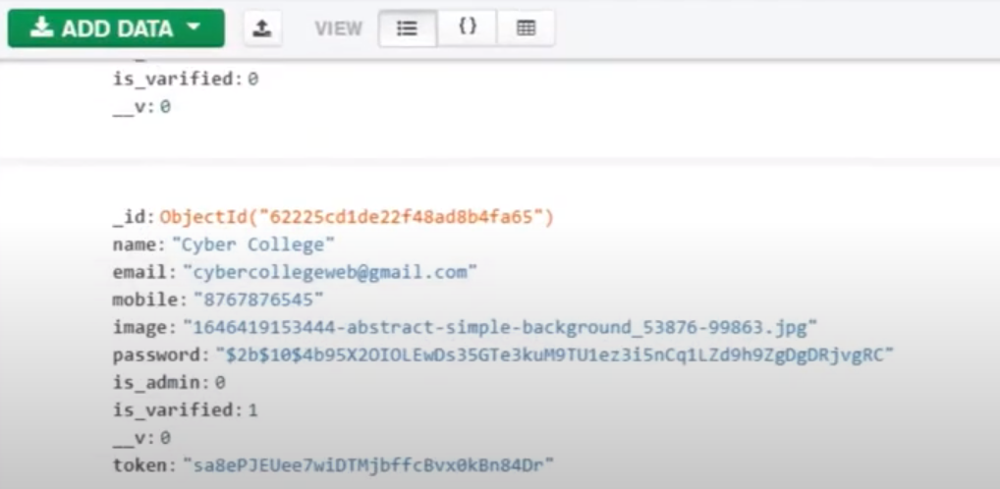 ADD DATA
VIEW
{}
is_varified: 0
__v: 0
_id: ObjectId("62225cd1de22f48ad8b4fa65")
name: "Cyber College"
email: "cybercollegeweb@gmail.com"
mobile: "8767876545"
image: "1646419153444-abstract-simple-background_53876-99863.jpg"
password: "$2b$10$4b95X2OIOLEwDs35GTe3kuM9TU1ez3i5nCq1LZd9h9ZgDgDRjvgRC"
is_admin: 0
is_varified: 1
__v: 0
token: "sa8ePJEUee7wiDTMjbffcBvx0kBn84Dr"